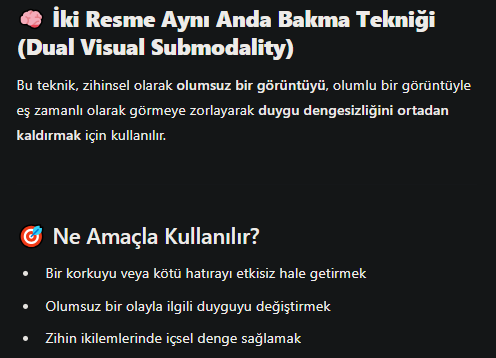 🧠 İki Resme Aynı Anda Bakma Tekniği
(Dual Visual Submodality)
Bu teknik, zihinsel olarak olumsuz bir görüntüyü, olumlu bir görüntüyle
eş zamanlı olarak görmeye zorlayarak duygu dengesizliğini ortadan
kaldırmak için kullanılır.
🎯 Ne Amaçla Kullanılır?
• Bir korkuyu veya kötü hatırayı etkisiz hale getirmek
• Olumsuz bir olayla ilgili duyguyu değiştirmek
• Zihin ikilemlerinde içsel denge sağlamak